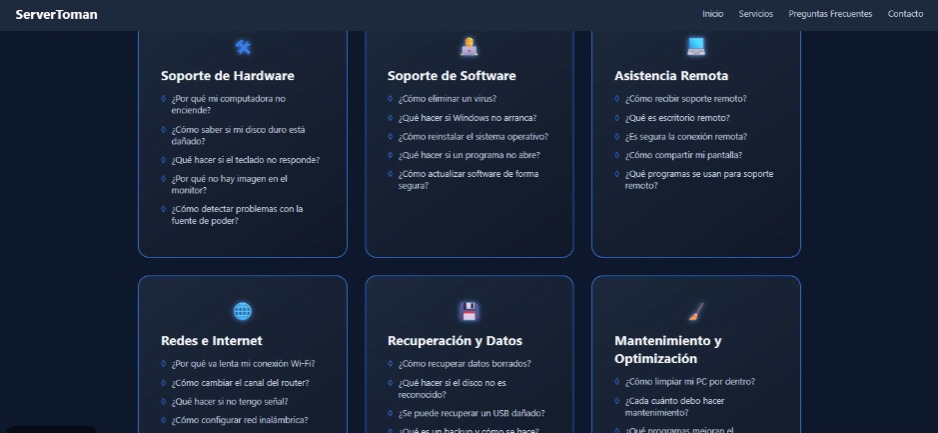 ServerToman
Inicio
Servicios
Preguntas Frecuentes
Contacto
Soporte de Hardware
¿Por qué mi computadora no
enciende?
¿Cómo saber si mi disco duro está
dañado?
¿Qué hacer si el teclado no responde?
¿Por qué no hay imagen en el
monitor?
¿Cómo detectar problemas con la
fuente de poder?
Soporte de Software
¿Cómo eliminar un virus?
¿Qué hacer si Windows no arranca?
¿Cómo reinstalar el sistema operativo?
¿Qué hacer si un programa no abre?
¿Cómo actualizar software de forma
segura?
Asistencia Remota
¿Cómo recibir soporte remoto?
¿Qué es escritorio remoto?
¿Es segura la conexión remota?
¿Cómo compartir mi pantalla?
¿Qué programas se usan para soporte
remoto?
Redes e Internet
¿Por qué va lenta mi conexión Wi-Fi?
¿Cómo cambiar el canal del router?
¿Qué hacer si no tengo señal?
¿Cómo configurar red inalámbrica?
Recuperación y Datos
¿Cómo recuperar datos borrados?
¿Qué hacer si el disco no es
reconocido?
¿Se puede recuperar un USB dañado?
¿Qué es un backup y cómo se hace?
Mantenimiento y
Optimización
¿Cómo limpiar mi PC por dentro?
¿Cada cuánto debo hacer
mantenimiento?
¿Qué programas mejoran el